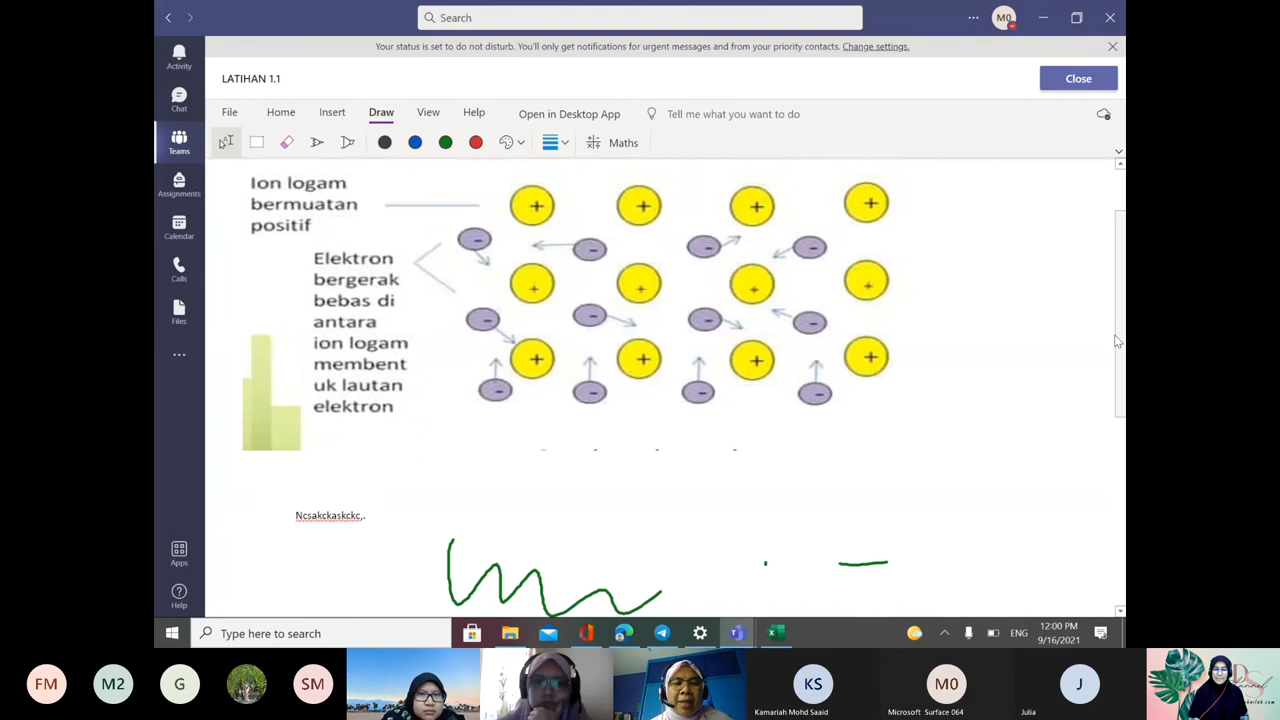 Search
M0
Your status is set to do not disturb. You'll only get notifications for urgent messages and from your priority contacts. Change settings.
Activity
Chat
Teams
Assignments
Calendar
Calls
Files
Apps
Help
LATIHAN 1.1
Close
File Home Insert Draw View Help Open in Desktop App Tell me what you want to do
Maths
Ion logam
bermuatan
positif
Elektron
bergerak
bebas di
antara
ion logam
membent
uk lautan
elektron
+ + + +
- - - -
+ + + +
- - - -
+ + + +
- - - -
Ncsakckaskckc,.
Type here to search
ENG
12:00 PM
9/16/2021
FM
M2
G
SM
KS
Kamariah Mohd Saaid
M0
Microsoft Surface 064
J
Julia